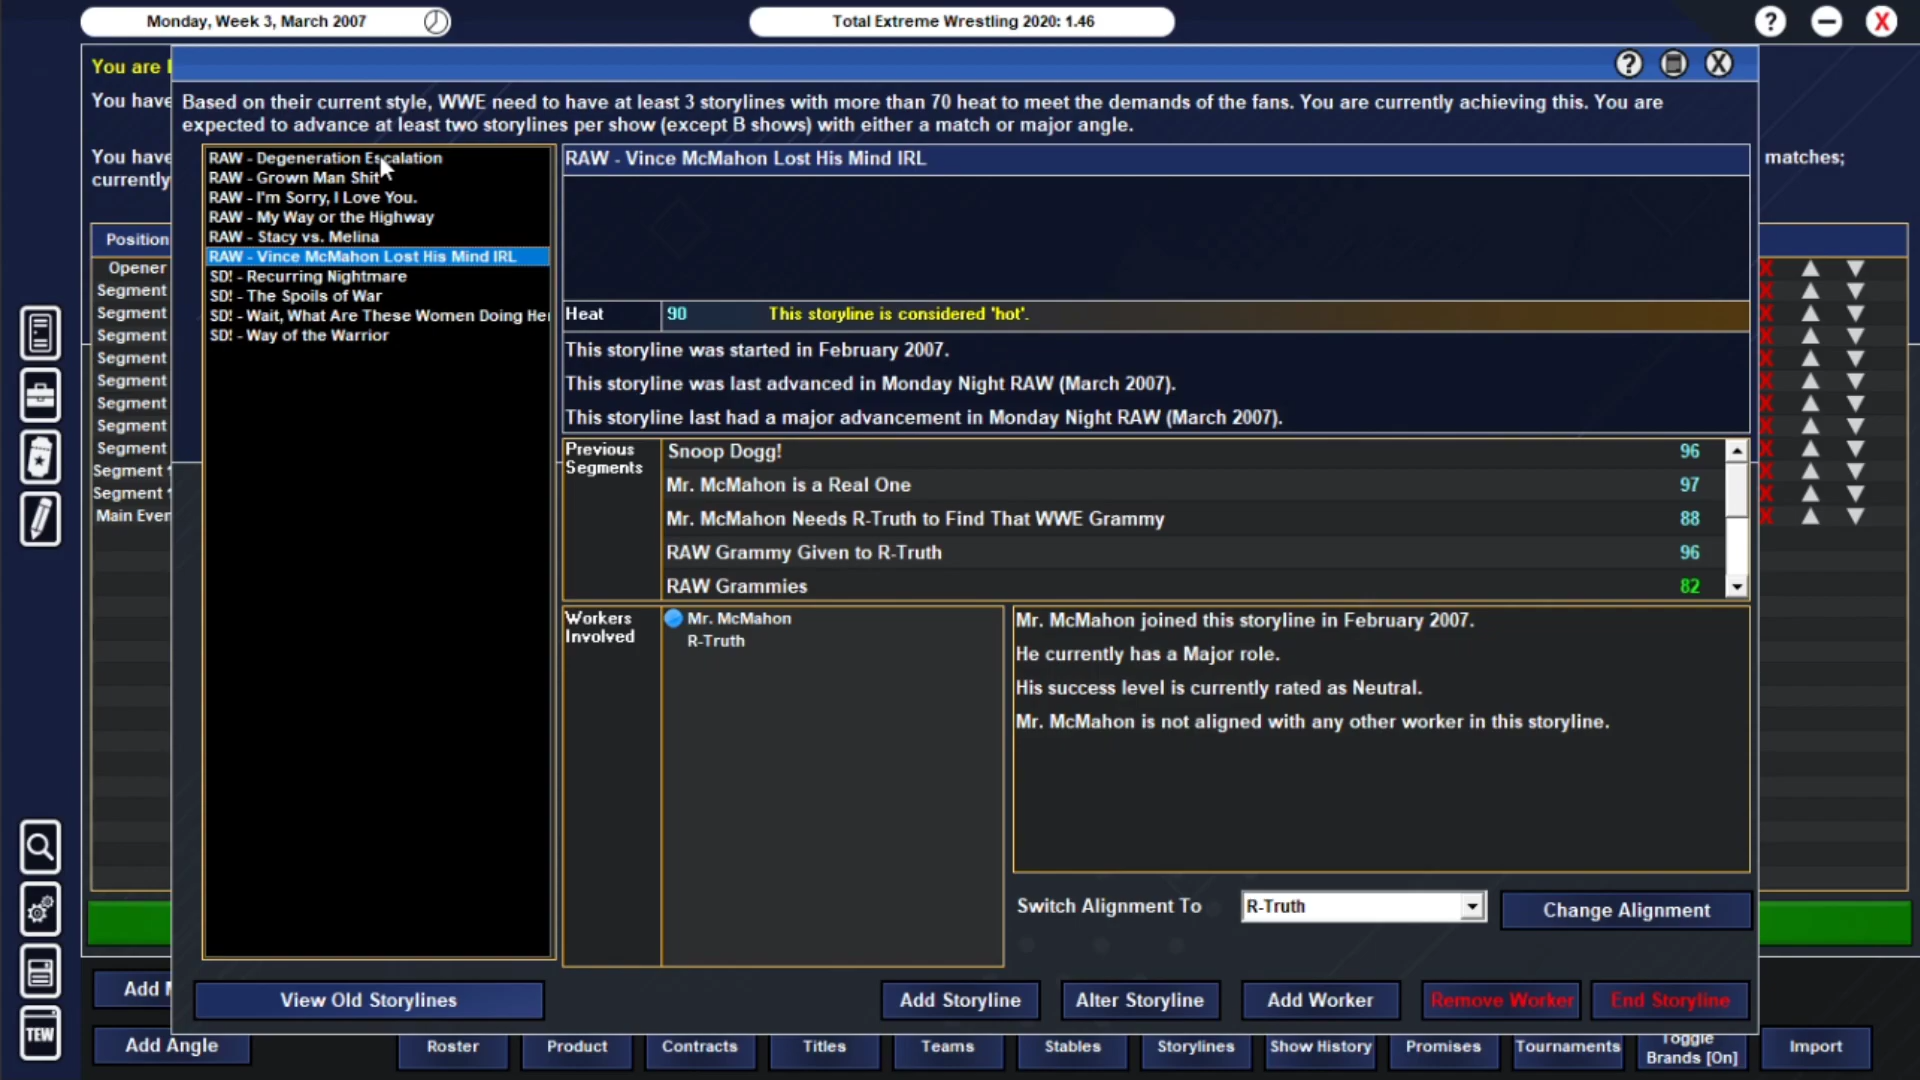 Monday, Week 3, March 2007
Total Extreme Wrestling 2020: 1.46
?
X
You are
You have
You have
currently
matches;
?
X
Based on their current style, WWE need to have at least 3 storylines with more than 70 heat to meet the demands of the fans. You are currently achieving this. You are
expected to advance at least two storylines per show (except B shows) with either a match or major angle.
Position
Opener
Segment
Segment
Segment
Segment
Segment
Segment
Segment
Segment
Segment
Segment
Main Even
RAW - Degeneration Escalation
RAW - Grown Man Shit
RAW - I'm Sorry, I Love You.
RAW - My Way or the Highway
RAW - Stacy vs. Melina
RAW - Vince McMahon Lost His Mind IRL
SD! - Recurring Nightmare
SD! - The Spoils of War
SD! - Wait, What Are These Women Doing Her
SD! - Way of the Warrior
RAW - Vince McMahon Lost His Mind IRL
Heat 90 This storyline is considered 'hot'.
This storyline was started in February 2007.
This storyline was last advanced in Monday Night RAW (March 2007).
This storyline last had a major advancement in Monday Night RAW (March 2007).
Previous
Segments
Snoop Dogg! 96
Mr. McMahon is a Real One 97
Mr. McMahon Needs R-Truth to Find That WWE Grammy 88
RAW Grammy Given to R-Truth 96
RAW Grammies 82
Workers
Involved
Mr. McMahon
R-Truth
Mr. McMahon joined this storyline in February 2007.
He currently has a Major role.
His success level is currently rated as Neutral.
Mr. McMahon is not aligned with any other worker in this storyline.
Switch Alignment To R-Truth Change Alignment
X
X
X
X
X
X
X
X
X
X
X
X
View Old Storylines
Add Storyline
Alter Storyline
Add Worker
Remove Worker
End Storyline
Add
Add Angle
Roster
Product
Contracts
Titles
Teams
Stables
Storylines
Show History
Promises
Tournaments
Toggle
Brands [On]
Import
TEW